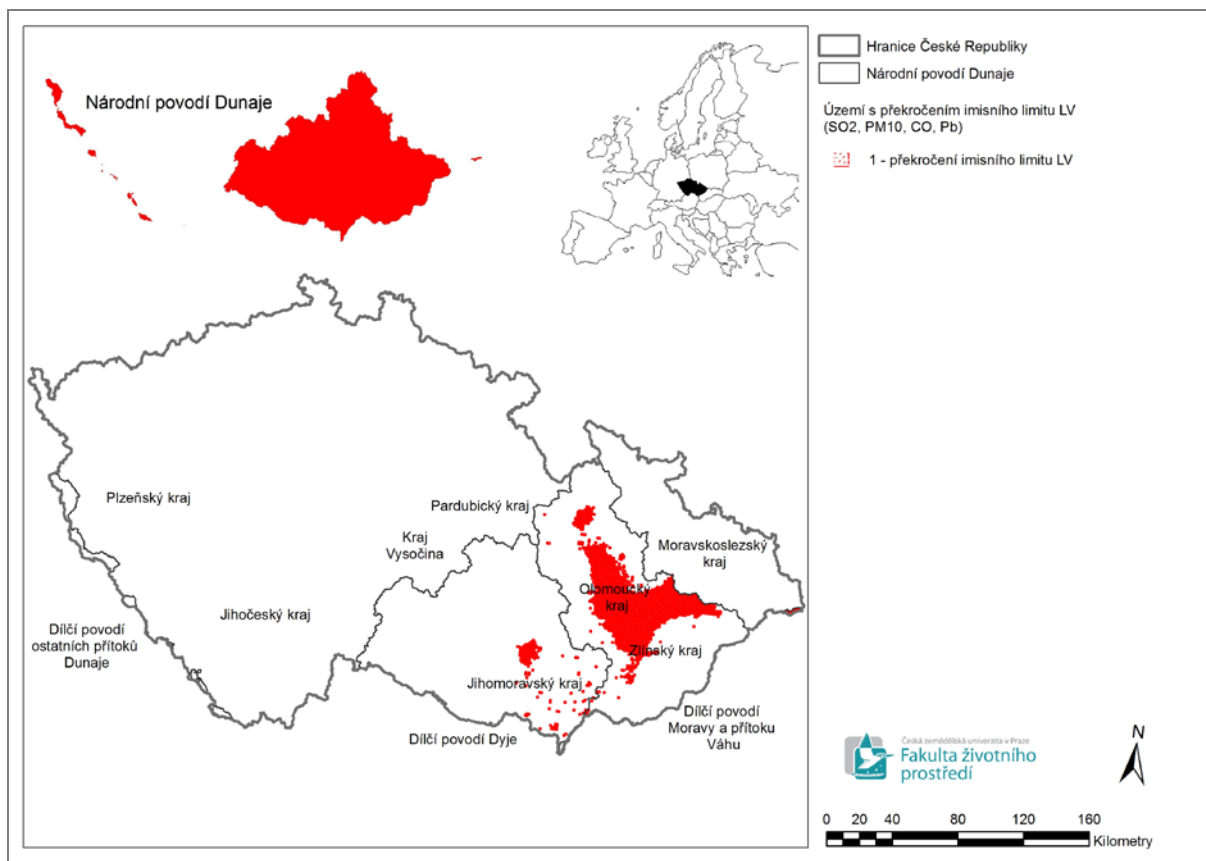 Národní povodí Dunaje
Hranice České Republiky
Národní povodí Dunaje
Území s překročením imisního limitu LV
(SO2, PM10, CO, Pb)
1 - překročení imisního limitu LV
Plzeňský kraj
Pardubický kraj
Kraj
Vysočina
Moravskoslezský
kraj
Olomoucký
kraj
Jihočeský kraj
Dílčí povodí
ostatních přítoků
Dunaje
Zlínský kraj
Jihomoravský kraj
Dílčí povodí Dyje
Dílčí povodí
Moravy a přítoku
Váhu
Česká zemědělská univerzita v Praze
Fakulta životního
prostředí
N
0 20 40 80 120 160
Kilometry